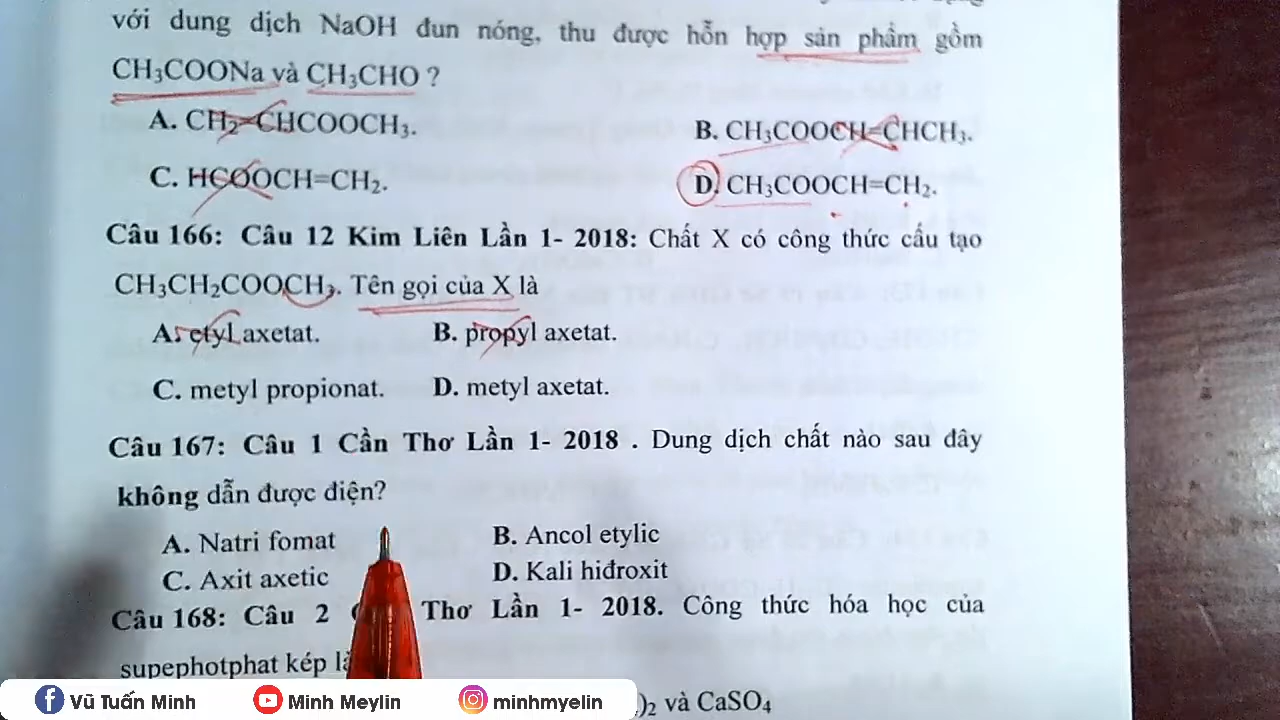 với dung dịch NaOH đun nóng, thu được hỗn hợp sản phẩm gồm
CH₃COONa và CH₃CHO ?
A. CH₂=CHCOOCH₃. B. CH₃COOCH=CHCH₃.
C. HCOOCH=CH₂. D. CH₃COOCH=CH₂.
Câu 166: Câu 12 Kim Liên Lần 1- 2018: Chất X có công thức cấu tạo
CH₃CH₂COOCH₃. Tên gọi của X là
A. etyl axetat. B. propyl axetat.
C. metyl propionat. D. metyl axetat.
Câu 167: Câu 1 Cần Thơ Lần 1- 2018 . Dung dịch chất nào sau đây
không dẫn được điện?
A. Natri fomat B. Ancol etylic
C. Axit axetic D. Kali hiđroxit
Câu 168: Câu 2 Thơ Lần 1- 2018. Công thức hóa học của
supephotphat kép
)₂ và CaSO₄
Vũ Tuấn Minh Minh Meylin minhmyelin